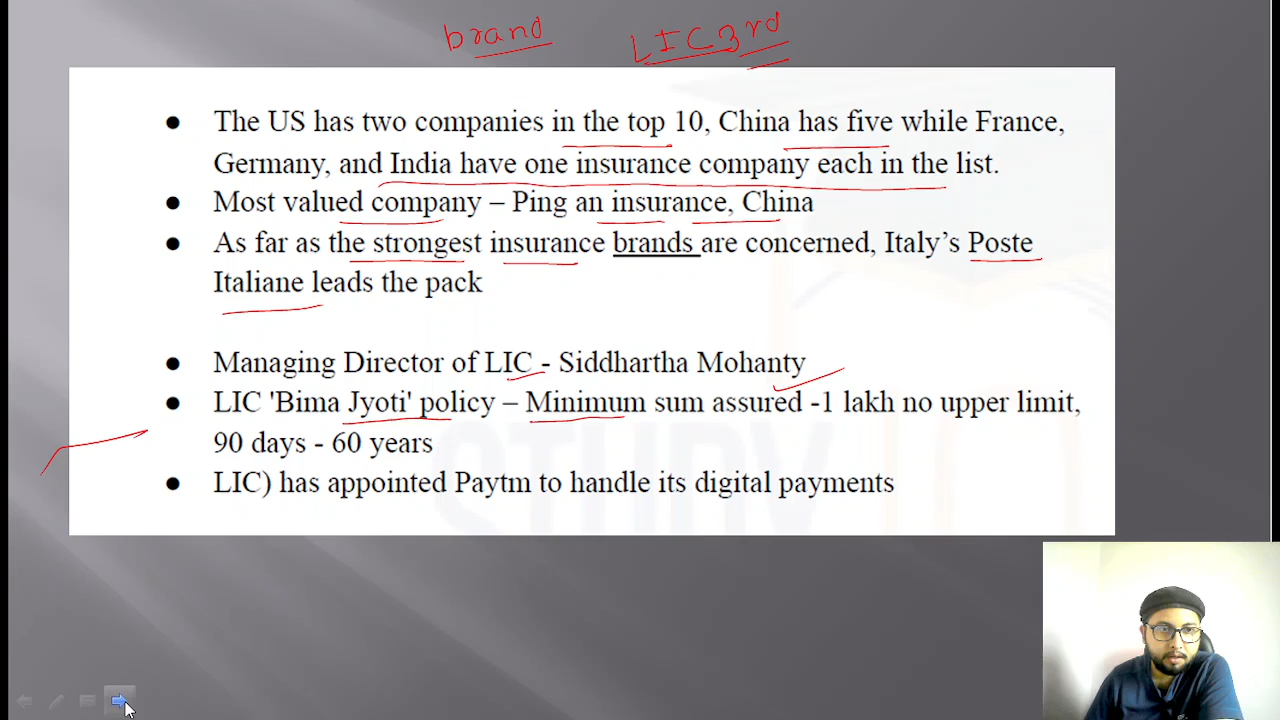 brand LIC 3rd
● The US has two companies in the top 10, China has five while France,
Germany, and India have one insurance company each in the list.
● Most valued company – Ping an insurance, China
● As far as the strongest insurance brands are concerned, Italy's Poste
Italiane leads the pack
● Managing Director of LIC - Siddhartha Mohanty
● LIC 'Bima Jyoti' policy – Minimum sum assured -1 lakh no upper limit,
90 days - 60 years
● LIC) has appointed Paytm to handle its digital payments